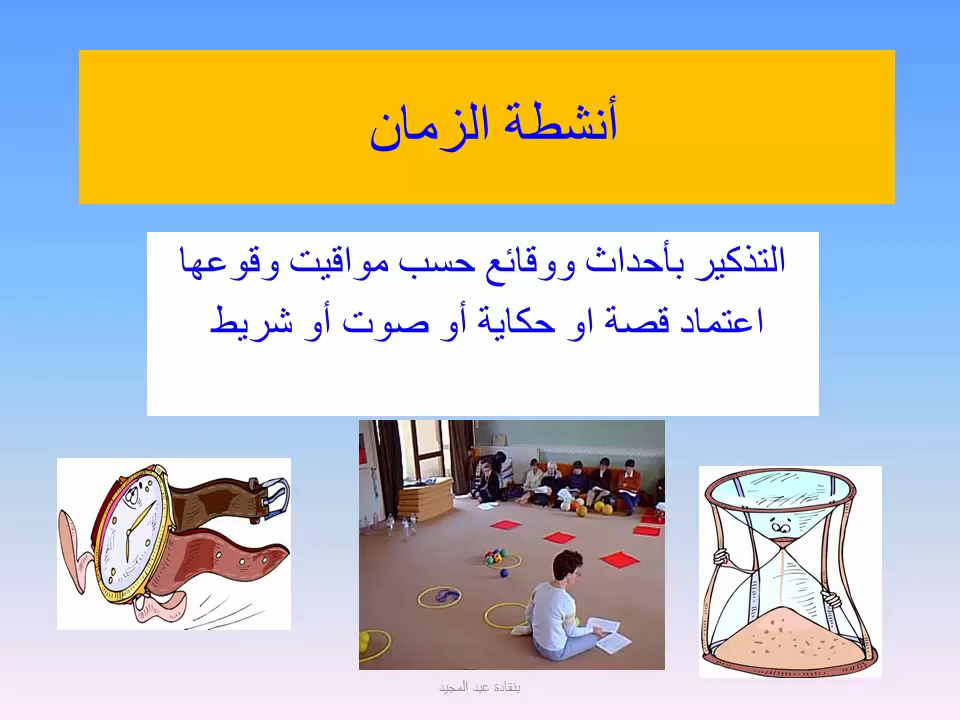 أنشطة الزمان
التذكير بأحداث ووقائع حسب مواقيت وقوعها
اعتماد قصة او حكاية أو صوت أو شريط
بنقادة عبد المجيد